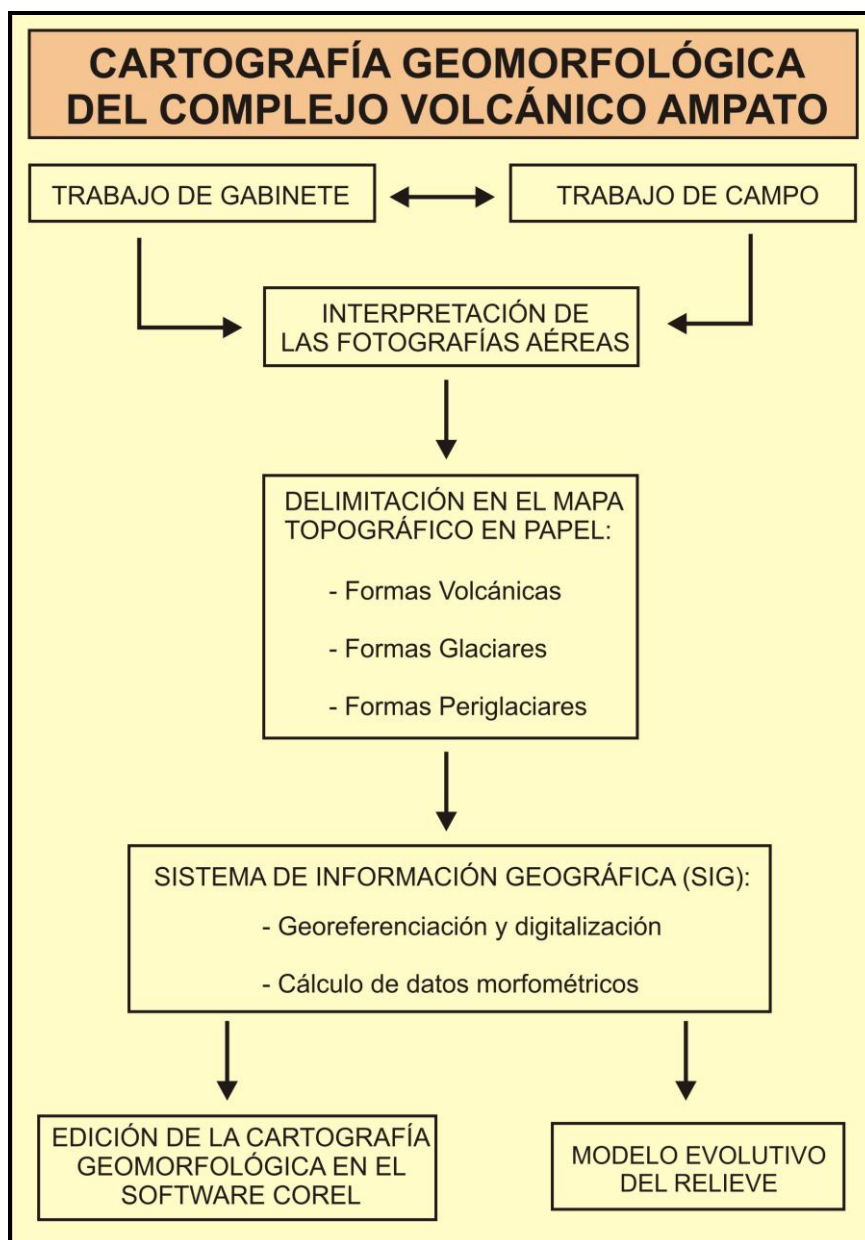 CARTOGRAFÍA GEOMORFOLÓGICA
DEL COMPLEJO VOLCÁNICO AMPATO
TRABAJO DE GABINETE
TRABAJO DE CAMPO
INTERPRETACIÓN DE
LAS FOTOGRAFÍAS AÉREAS
DELIMITACIÓN EN EL MAPA
TOPOGRÁFICO EN PAPEL:
- Formas Volcánicas
- Formas Glaciares
- Formas Periglaciares
SISTEMA DE INFORMACIÓN GEOGRÁFICA (SIG):
- Georeferenciación y digitalización
- Cálculo de datos morfométricos
EDICIÓN DE LA CARTOGRAFÍA
GEOMORFOLÓGICA EN EL
SOFTWARE COREL
MODELO EVOLUTIVO
DEL RELIEVE